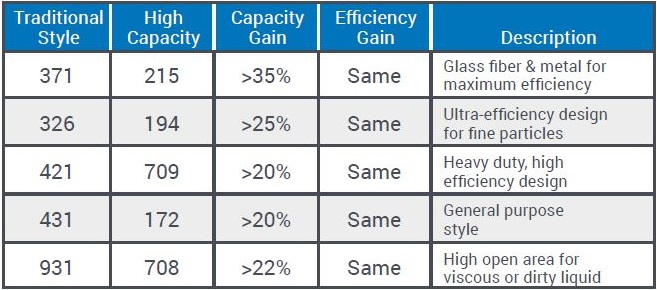 Traditional Style High Capacity Capacity Gain Efficiency Gain Description
371 215 >35% Same Glass fiber & metal for
maximum efficiency
326 194 >25% Same Ultra-efficiency design
for fine particles
421 709 >20% Same Heavy duty, high
efficiency design
431 172 >20% Same General purpose
style
931 708 >22% Same High open area for
viscous or dirty liquid